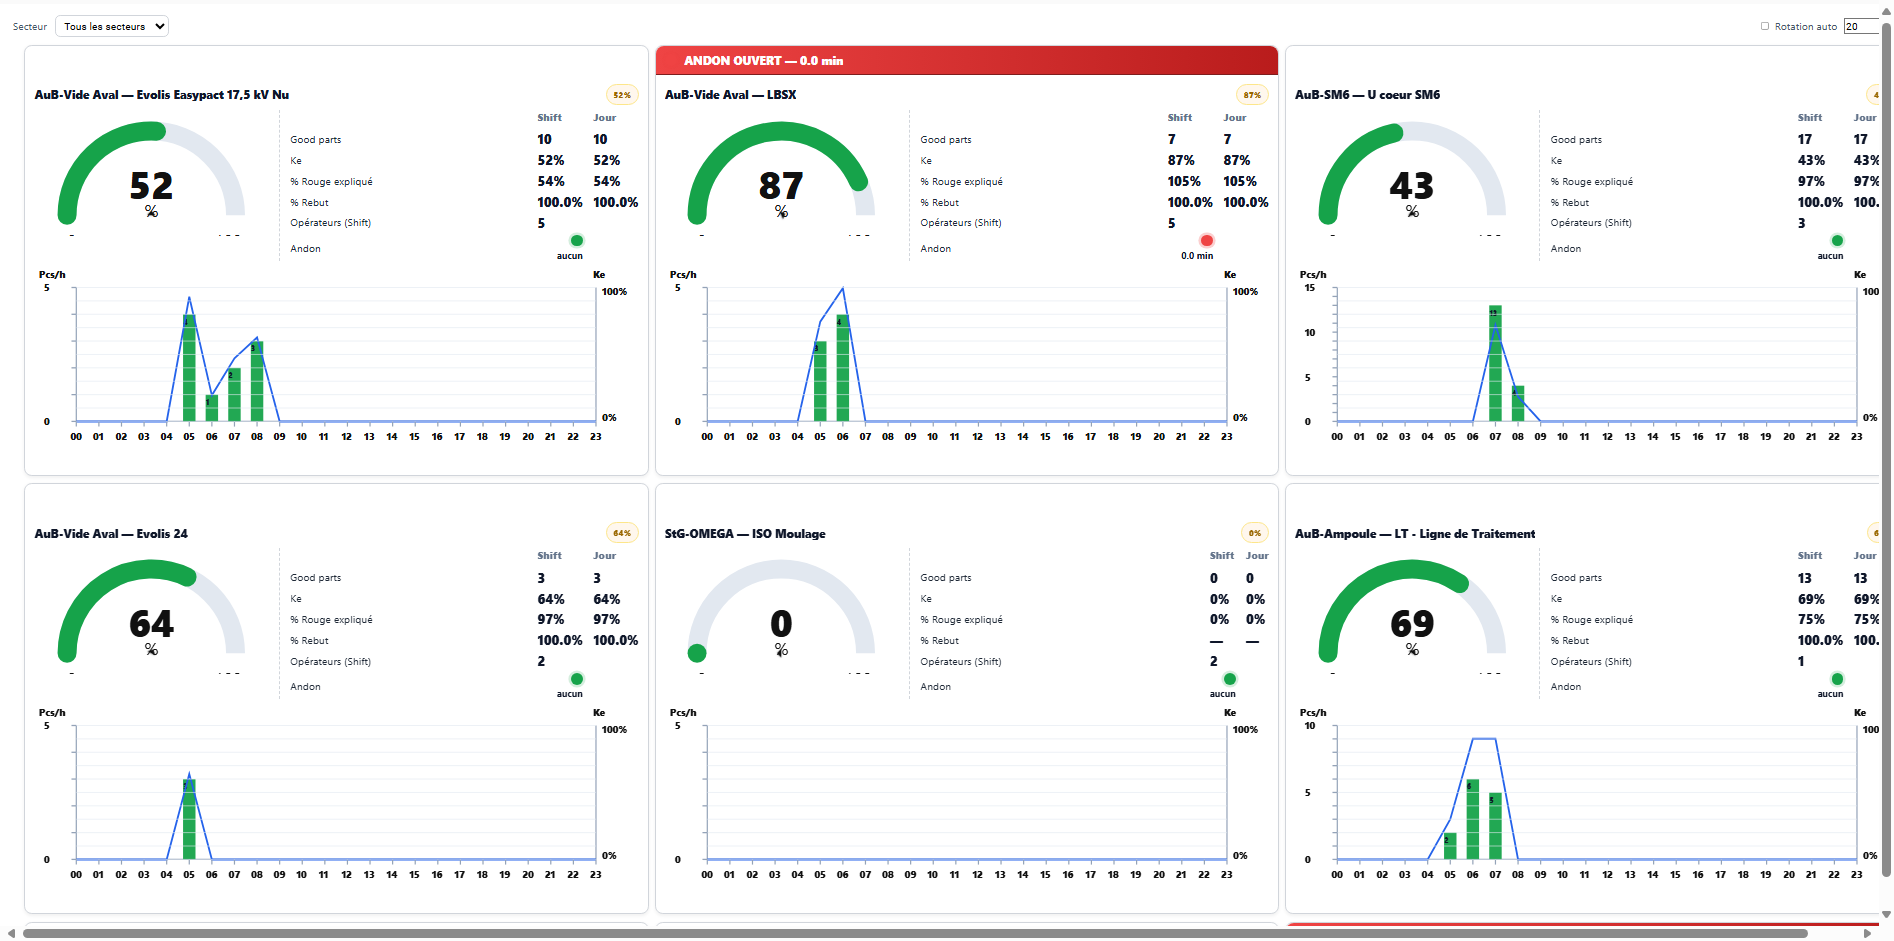 Secteur Tous les secteurs Rotation auto 20
AuB-Vide Aval — Evolis Easypact 17,5 kV Nu 52%
Shift Jour
Good parts 10 10
Ke 52% 52%
% Rouge expliqué 54% 54%
% Rebut 100.0% 100.0%
Opérateurs (Shift) 5
Andon aucun
52
%
Pcs/h Ke
5 100%
4 1 2 3
0 0%
00 01 02 03 04 05 06 07 08 09 10 11 12 13 14 15 16 17 18 19 20 21 22 23
ANDON OUVERT — 0.0 min
AuB-Vide Aval — LBSX 87%
Shift Jour
Good parts 7 7
Ke 87% 87%
% Rouge expliqué 105% 105%
% Rebut 100.0% 100.0%
Opérateurs (Shift) 5
Andon 0.0 min
87
%
Pcs/h Ke
5 100%
3 4
0 0%
00 01 02 03 04 05 06 07 08 09 10 11 12 13 14 15 16 17 18 19 20 21 22 23
AuB-SM6 — U coeur SM6 4
Shift Jour
Good parts 17 17
Ke 43% 43%
% Rouge expliqué 97% 97%
% Rebut 100.0% 100.
Opérateurs (Shift) 3
Andon aucun
43
%
Pcs/h Ke
15 100
13
10
5
4
0 0%
00 01 02 03 04 05 06 07 08 09 10 11 12 13 14 15 16 17 18 19 20 21 22 23
AuB-Vide Aval — Evolis 24 64%
Shift Jour
Good parts 3 3
Ke 64% 64%
% Rouge expliqué 97% 97%
% Rebut 100.0% 100.0%
Opérateurs (Shift) 2
Andon aucun
64
%
Pcs/h Ke
5 100%
3
0 0%
00 01 02 03 04 05 06 07 08 09 10 11 12 13 14 15 16 17 18 19 20 21 22 23
StG-OMEGA — ISO Moulage 0%
Shift Jour
Good parts 0 0
Ke 0% 0%
% Rouge expliqué 0% 0%
% Rebut — —
Opérateurs (Shift) 2
Andon aucun
0
%
Pcs/h Ke
5 100%
0 0%
00 01 02 03 04 05 06 07 08 09 10 11 12 13 14 15 16 17 18 19 20 21 22 23
AuB-Ampoule — LT - Ligne de Traitement 6
Shift Jour
Good parts 13 13
Ke 69% 69%
% Rouge expliqué 75% 75%
% Rebut 100.0% 100.
Opérateurs (Shift) 1
Andon aucun
69
%
Pcs/h Ke
10 100
5
2 6 5
0 0%
00 01 02 03 04 05 06 07 08 09 10 11 12 13 14 15 16 17 18 19 20 21 22 23